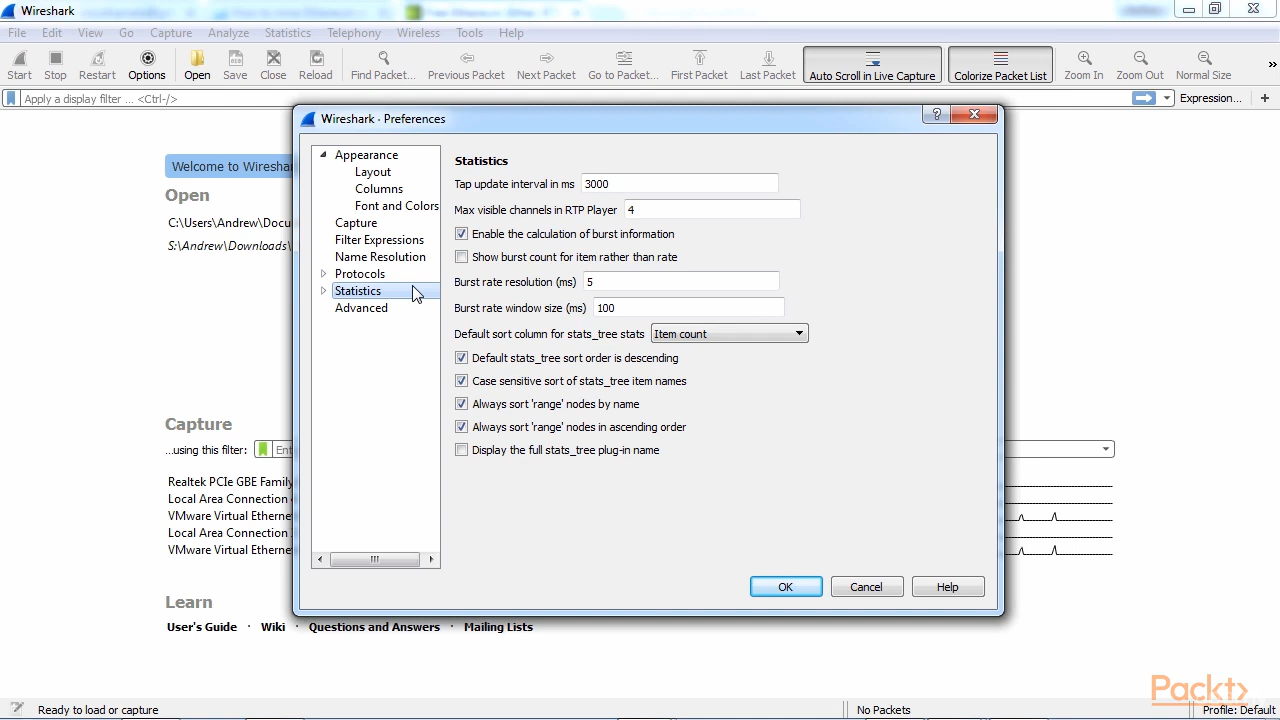 Wireshark
File Edit View Go Capture Analyze Statistics Telephony Wireless Tools Help
Start Stop Restart Options Open Save Close Reload Find Packet... Previous Packet Next Packet Go to Packet... First Packet Last Packet Auto Scroll in Live Capture Colorize Packet List Zoom In Zoom Out Normal Size »
Apply a display filter ... <Ctrl-/> Expression... +
Wireshark · Preferences
Welcome to Wiresha
Open
C:\Users\Andrew\Docu
S:\Andrew\Downloads\
Appearance
Layout
Columns
Font and Colors
Capture
Filter Expressions
Name Resolution
Protocols
Statistics
Advanced
Statistics
Tap update interval in ms 3000
Max visible channels in RTP Player 4
Enable the calculation of burst information
Show burst count for item rather than rate
Burst rate resolution (ms) 5
Burst rate window size (ms) 100
Default sort column for stats_tree stats Item count
Default stats_tree sort order is descending
Case sensitive sort of stats_tree item names
Always sort 'range' nodes by name
Always sort 'range' nodes in ascending order
Display the full stats_tree plug-in name
OK Cancel Help
Capture
...using this filter: Ent
Realtek PCIe GBE Family
Local Area Connection
VMware Virtual Etherne
Local Area Connection
VMware Virtual Etherne
Learn
User's Guide · Wiki · Questions and Answers · Mailing Lists
Packt>
Ready to load or capture No Packets Profile: Default